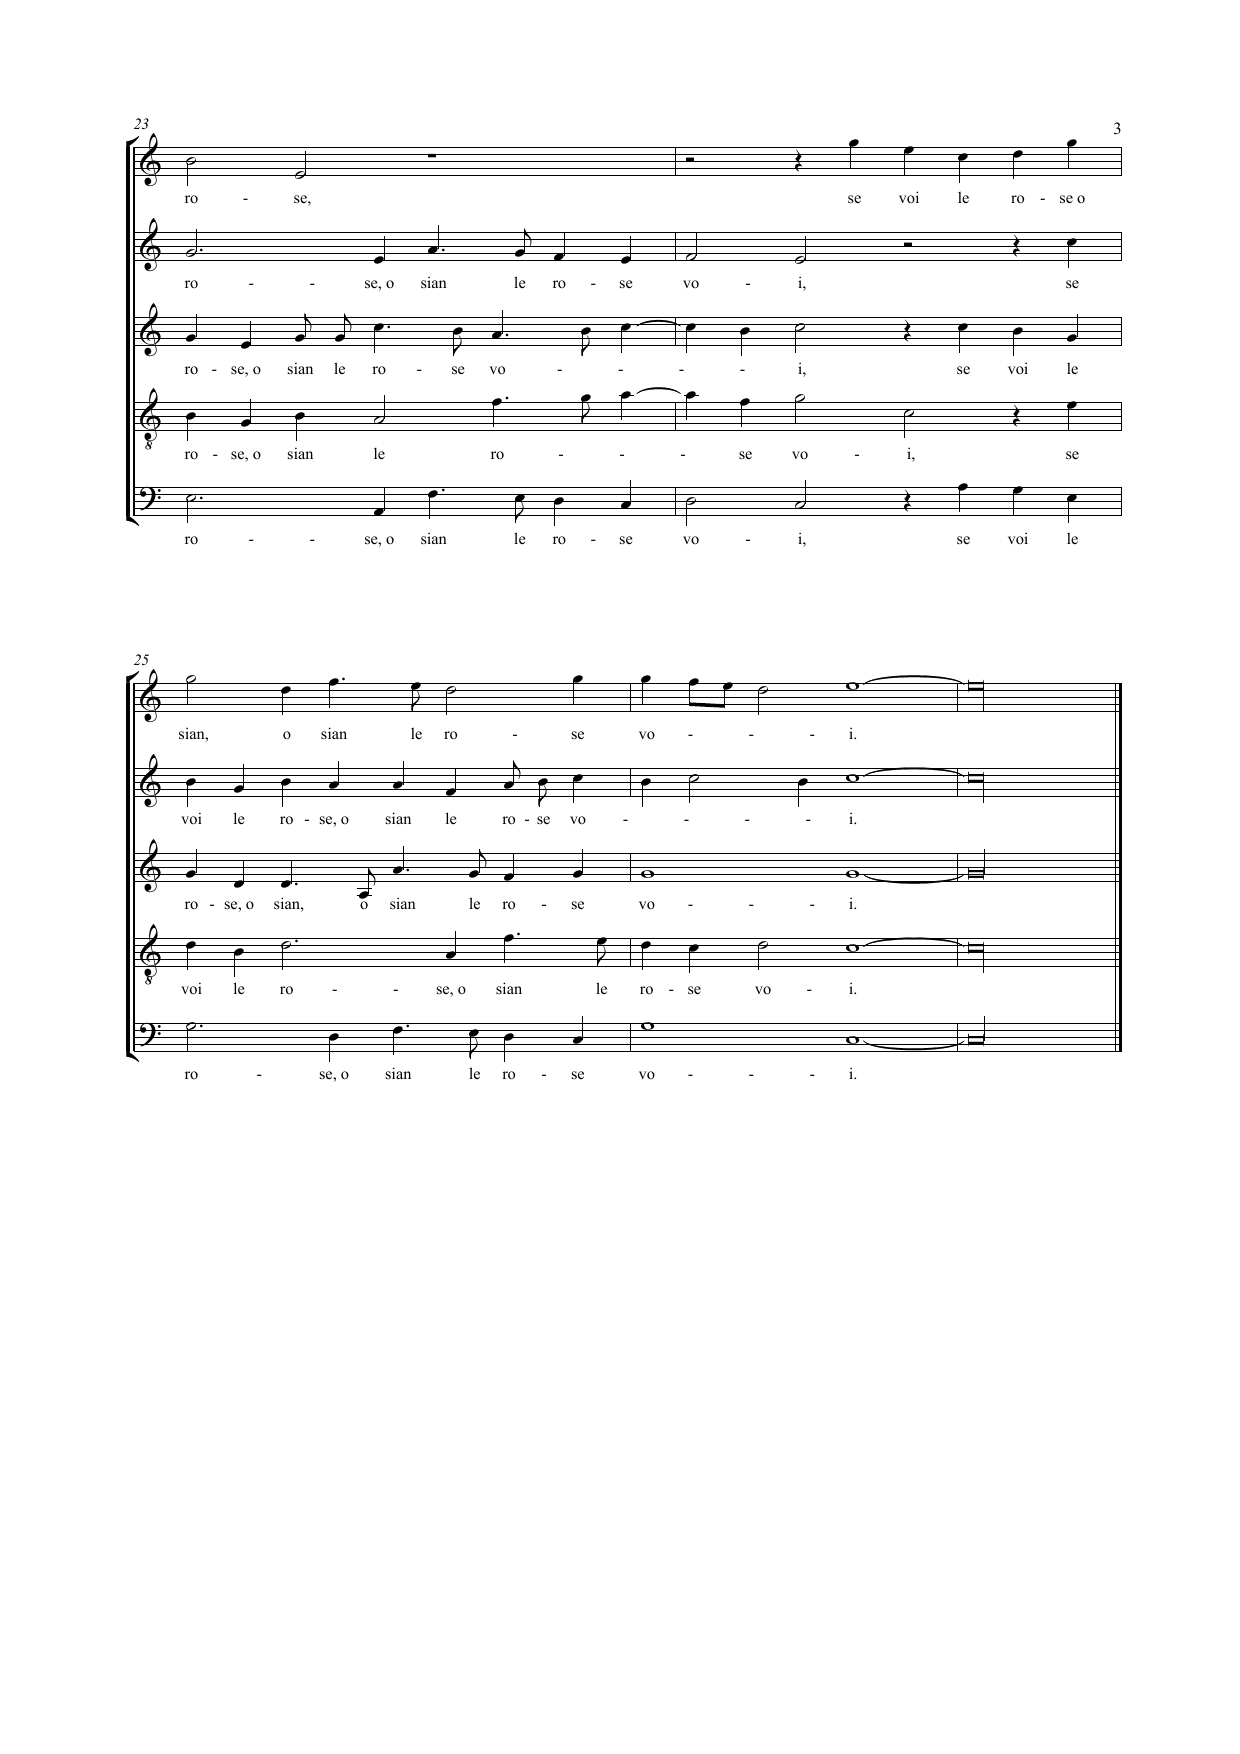 23
3
ro - se, se voi le ro - se o
ro - - se, o sian le ro - se vo - i, se
ro - se, o sian le ro - se vo - - - - i, se voi le
ro - se, o sian le ro - - - se vo - i, se
ro - - se, o sian le ro - se vo - i, se voi le
25
sian, o sian le ro - se vo - - - i.
voi le ro - se, o sian le ro - se vo - - - - i.
ro - se, o sian, o sian le ro - se vo - - - i.
voi le ro - - se, o sian le ro - se vo - i.
ro - se, o sian le ro - se vo - - - i.